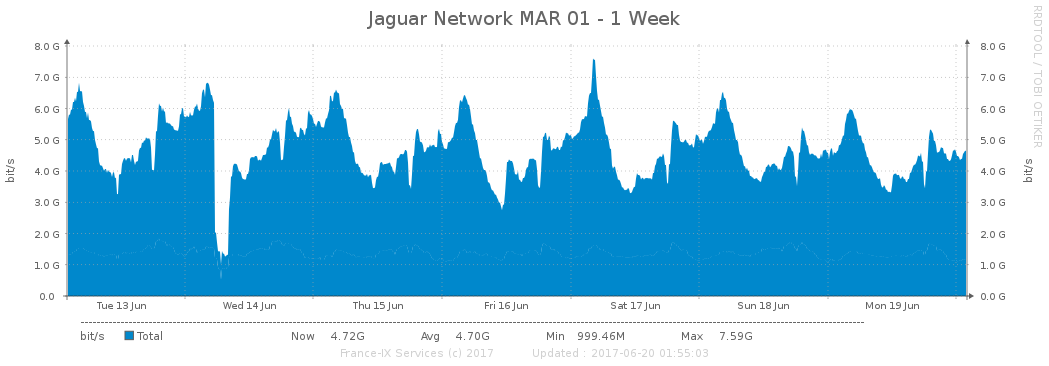 Jaguar Network MAR 01 - 1 Week
RRDTOOL / TOBI OETIKER
bit/s
8.0 G 8.0 G
7.0 G 7.0 G
6.0 G 6.0 G
5.0 G 5.0 G
4.0 G 4.0 G
3.0 G 3.0 G
2.0 G 2.0 G
1.0 G 1.0 G
0.0 0.0 G
bit/s
Tue 13 Jun Wed 14 Jun Thu 15 Jun Fri 16 Jun Sat 17 Jun Sun 18 Jun Mon 19 Jun
bit/s Total Now 4.72G Avg 4.70G Min 999.46M Max 7.59G
France-IX Services (c) 2017 Updated : 2017-06-20 01:55:03